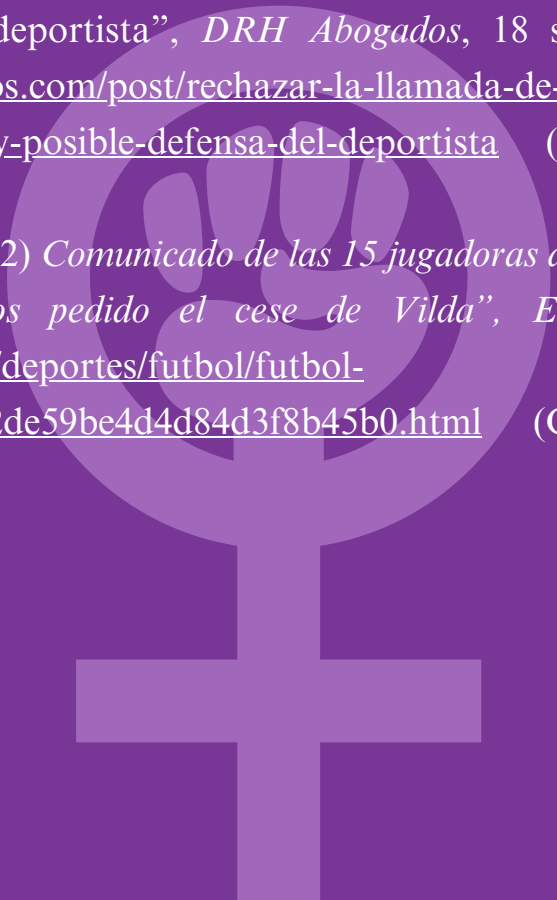 deportista”, DRH Abogados, 18 s
os.com/post/rechazar-la-llamada-de-
y-posible-defensa-del-deportista (
2) Comunicado de las 15 jugadoras
os pedido el cese de Vilda”, E
/deportes/futbol/futbol-
2de59be4d4d84d3f8b45b0.html (C